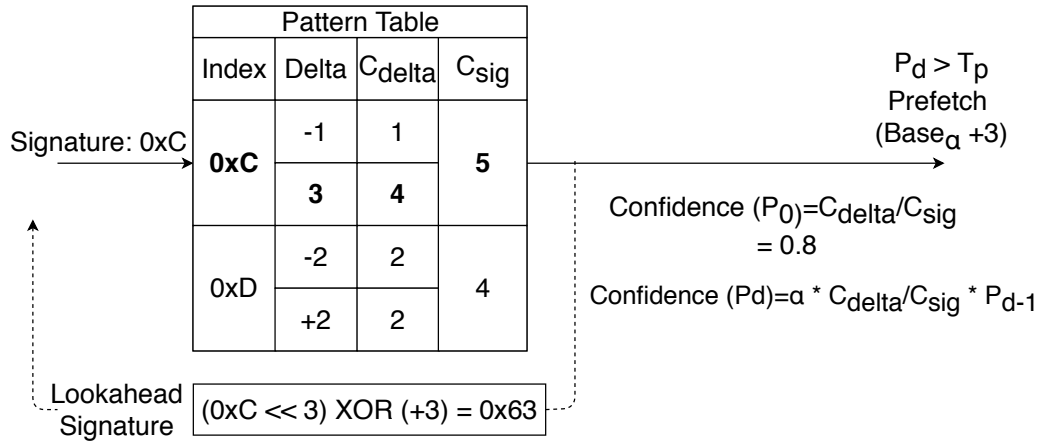 Pattern Table
Index Delta Cdelta Csig
Signature: 0xC
0xC
-1 1
5
3 4
0xD
-2 2
4
+2 2
Pd > Tp
Prefetch
(Baseα +3)
Confidence (P0)=Cdelta/Csig
= 0.8
Confidence (Pd)=α * Cdelta/Csig * Pd-1
Lookahead
Signature
(0xC << 3) XOR (+3) = 0x63